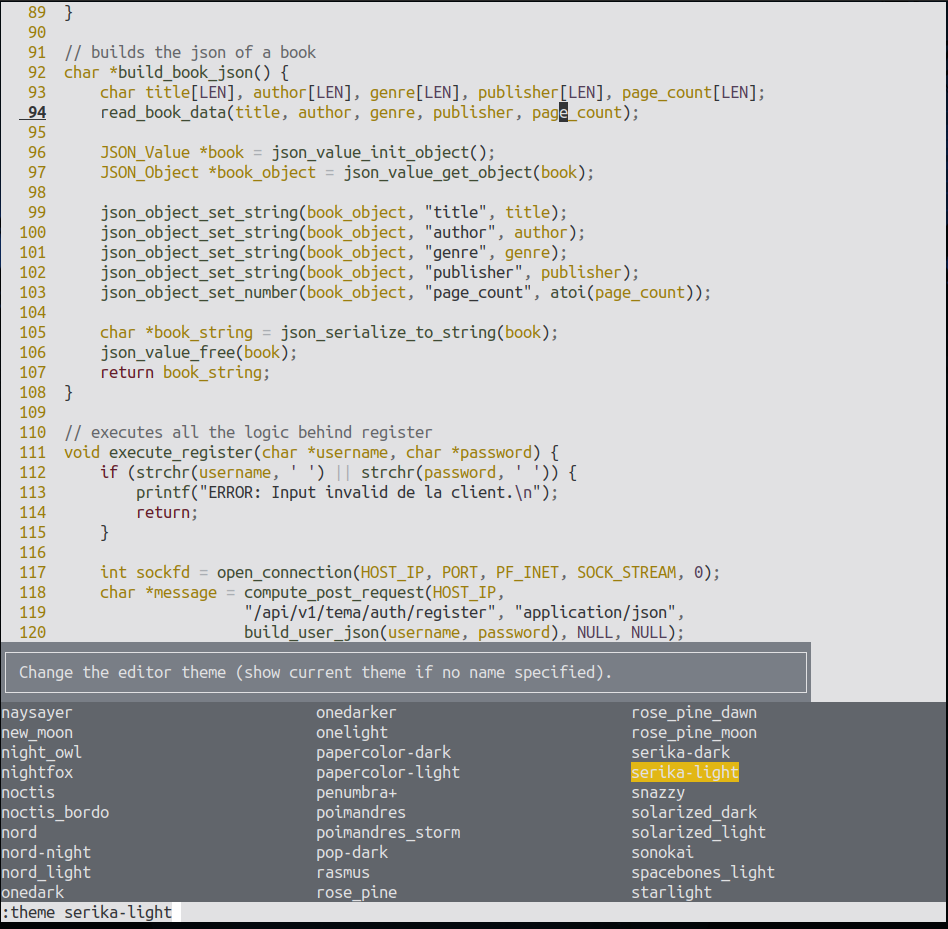 89 }
90
91 // builds the json of a book
92 char *build_book_json() {
93     char title[LEN], author[LEN], genre[LEN], publisher[LEN], page_count[LEN];
94     read_book_data(title, author, genre, publisher, page_count);
95
96     JSON_Value *book = json_value_init_object();
97     JSON_Object *book_object = json_value_get_object(book);
98
99     json_object_set_string(book_object, "title", title);
100     json_object_set_string(book_object, "author", author);
101     json_object_set_string(book_object, "genre", genre);
102     json_object_set_string(book_object, "publisher", publisher);
103     json_object_set_number(book_object, "page_count", atoi(page_count));
104
105     char *book_string = json_serialize_to_string(book);
106     json_value_free(book);
107     return book_string;
108 }
109
110 // executes all the logic behind register
111 void execute_register(char *username, char *password) {
112     if (strchr(username, ' ') || strchr(password, ' ')) {
113         printf("ERROR: Input invalid de la client.\n");
114         return;
115     }
116
117     int sockfd = open_connection(HOST_IP, PORT, PF_INET, SOCK_STREAM, 0);
118     char *message = compute_post_request(HOST_IP,
119                     "/api/v1/tema/auth/register", "application/json",
120                     build_user_json(username, password), NULL, NULL);
Change the editor theme (show current theme if no name specified).
naysayer onedarker rose_pine_dawn
new_moon onelight rose_pine_moon
night_owl papercolor-dark serika-dark
nightfox papercolor-light serika-light
noctis penumbra+ snazzy
noctis_bordo poimandres solarized_dark
nord poimandres_storm solarized_light
nord-night pop-dark sonokai
nord_light rasmus spacebones_light
onedark rose_pine starlight
:theme serika-light